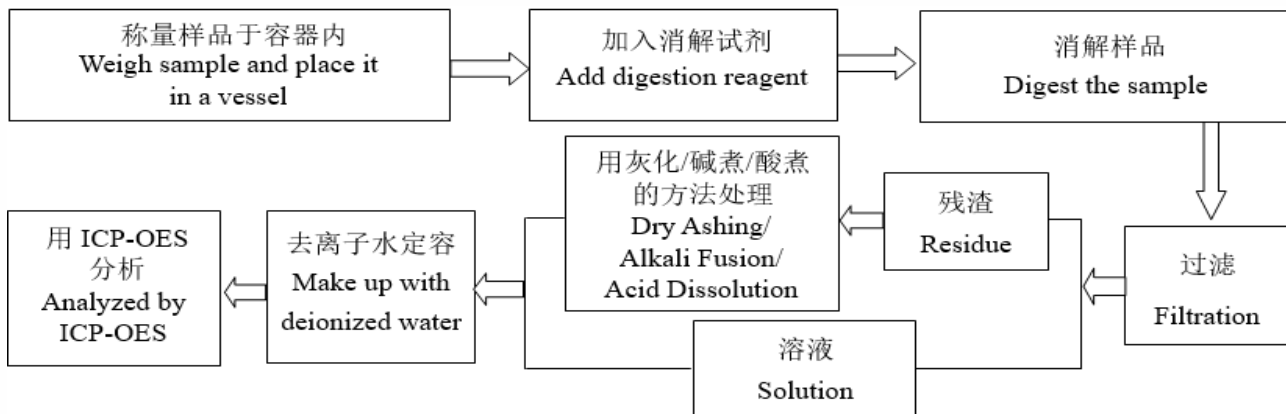 称量样品于容器内
Weigh sample and place it
in a vessel
加入消解试剂
Add digestion reagent
消解样品
Digest the sample
过滤
Filtration
残渣
Residue
用灰化/碱煮/酸煮
的方法处理
Dry Ashing/
Alkali Fusion/
Acid Dissolution
溶液
Solution
去离子水定容
Make up with
deionized water
用 ICP-OES
分析
Analyzed by
ICP-OES